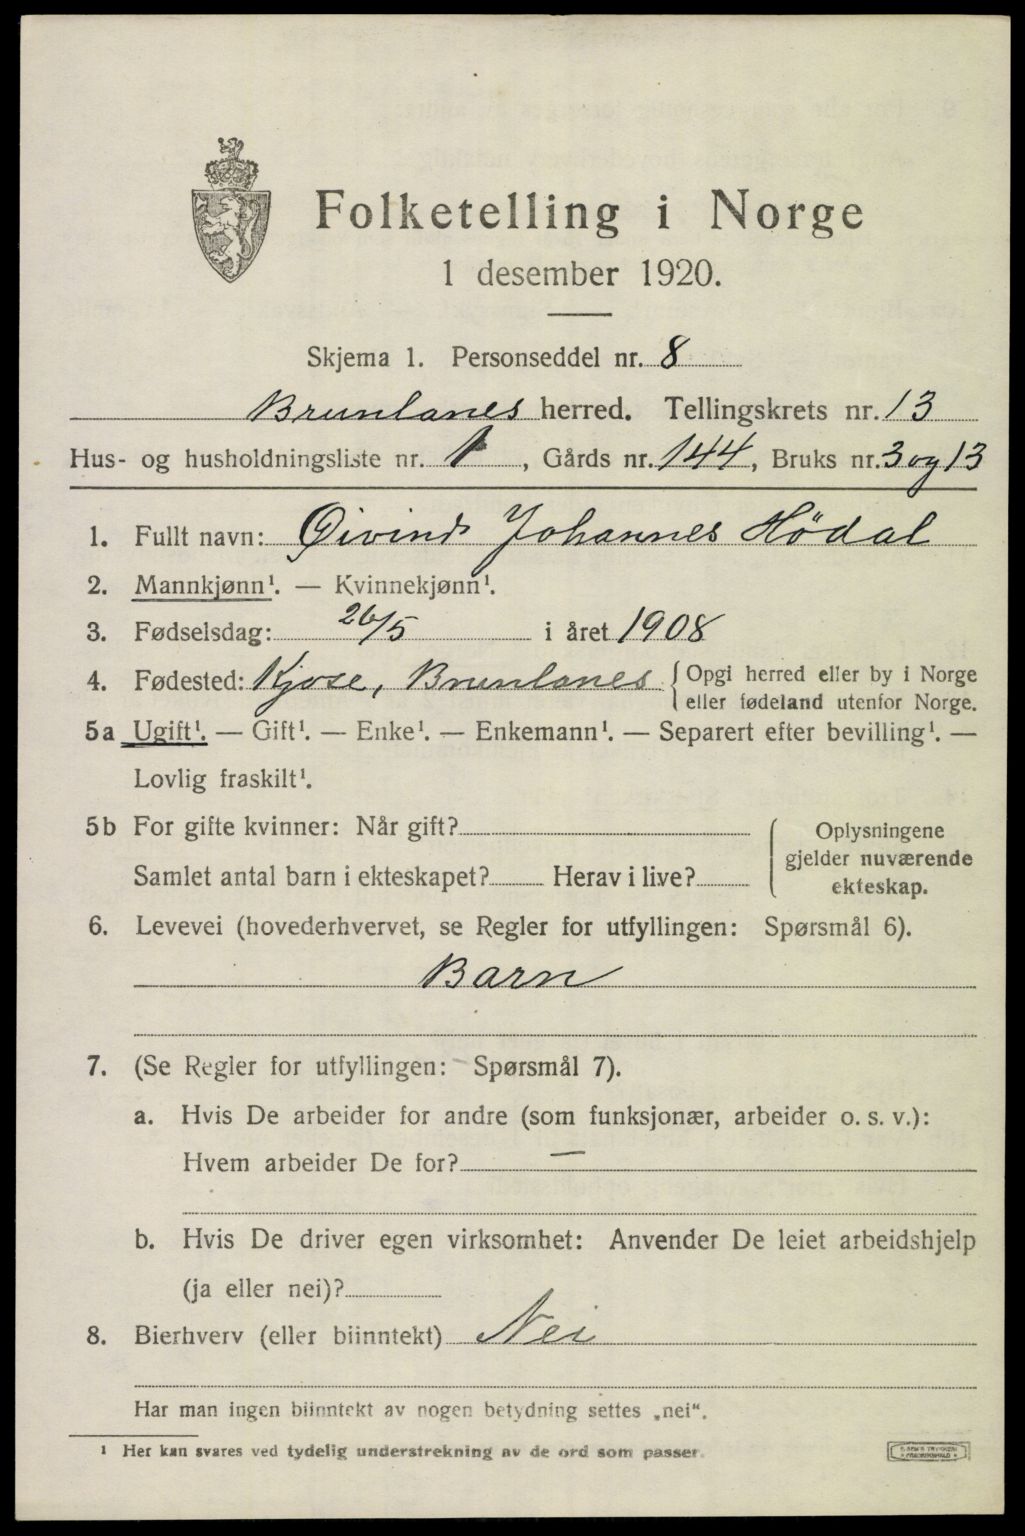 Folketelling i Norge
1 desember 1920.
Skjema 1. Personseddel nr. 8
Brunlanes herred. Tellingskrets nr. 13
Hus- og husholdningsliste nr. 1, Gårds nr. 144, Bruks nr. 3 og 13
1. Fullt navn: Øivind Johannes Hödal
2. Mannkjønn¹. — Kvinnekjønn¹.
3. Fødselsdag: 26/5 i året 1908
4. Fødested: Kjose, Brunlanes { Opgi herred eller by i Norge
eller fødeland utenfor Norge.
5a Ugift¹. — Gift¹. — Enke¹. — Enkemann¹. — Separert efter bevilling¹. —
Lovlig fraskilt¹.
5b For gifte kvinner: Når gift?
Samlet antal barn i ekteskapet? Herav i live?
Oplysningene
gjelder nuværende
ekteskap.
6. Levevei (hovederhvervet, se Regler for utfyllingen: Spørsmål 6).
Barn
7. (Se Regler for utfyllingen: Spørsmål 7).
a. Hvis De arbeider for andre (som funksjonær, arbeider o. s. v.):
Hvem arbeider De for? —
b. Hvis De driver egen virksomhet: Anvender De leiet arbeidshjelp
(ja eller nei)?
8. Bierhverv (eller biinntekt) Nei
Har man ingen biinntekt av nogen betydning settes „nei“.
¹ Her kan svares ved tydelig understrekning av de ord som passer.